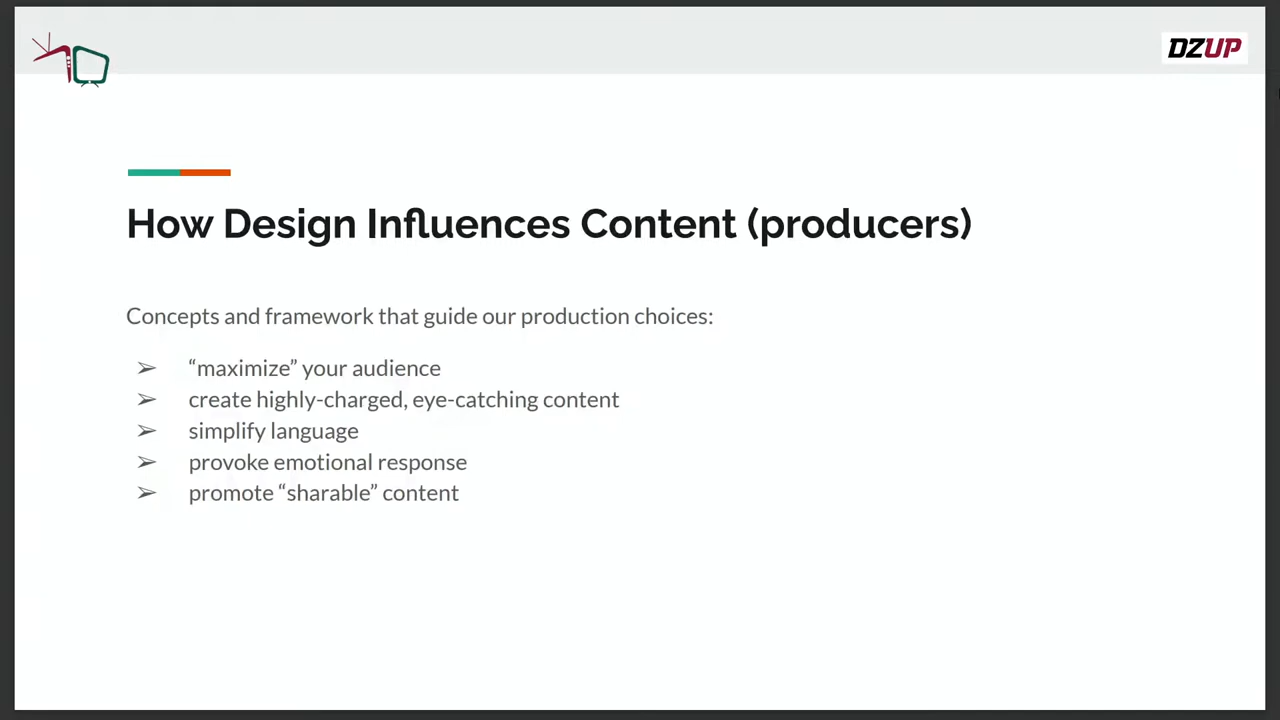 DZUP
How Design Influences Content (producers)
Concepts and framework that guide our production choices:
➢ “maximize” your audience
➢ create highly-charged, eye-catching content
➢ simplify language
➢ provoke emotional response
➢ promote “sharable” content